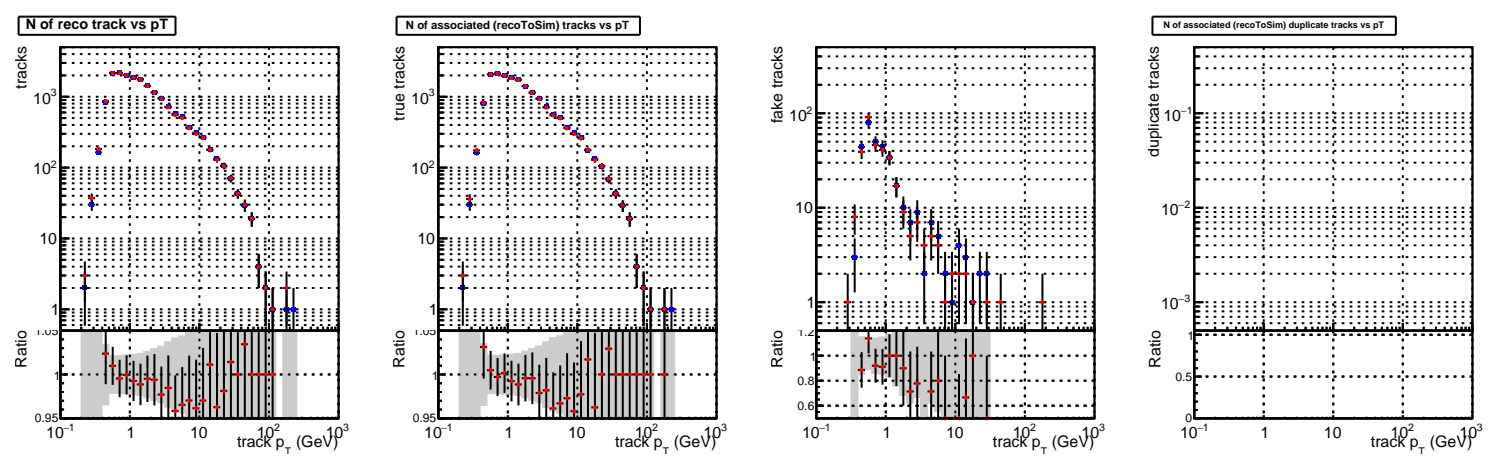 N of reco track vs pT
N of associated (recoToSim) tracks vs pT
N of associated (recoToSim) duplicate tracks vs pT
tracks
10³
10²
10
1
Ratio
1.05
1
0.95
10⁻¹ 1 10 10² 10³
track p_T (GeV)
true tracks
10³
10²
10
1
Ratio
1.05
1
0.95
10⁻¹ 1 10 10² 10³
track p_T (GeV)
fake tracks
10²
10
1
Ratio
1.2
1
0.8
0.6
10⁻¹ 1 10 10² 10³
track p_T (GeV)
duplicate tracks
10⁻¹
10⁻²
10⁻³
Ratio
1
0.5
0
10⁻¹ 1 10 10² 10³
track p_T (GeV)